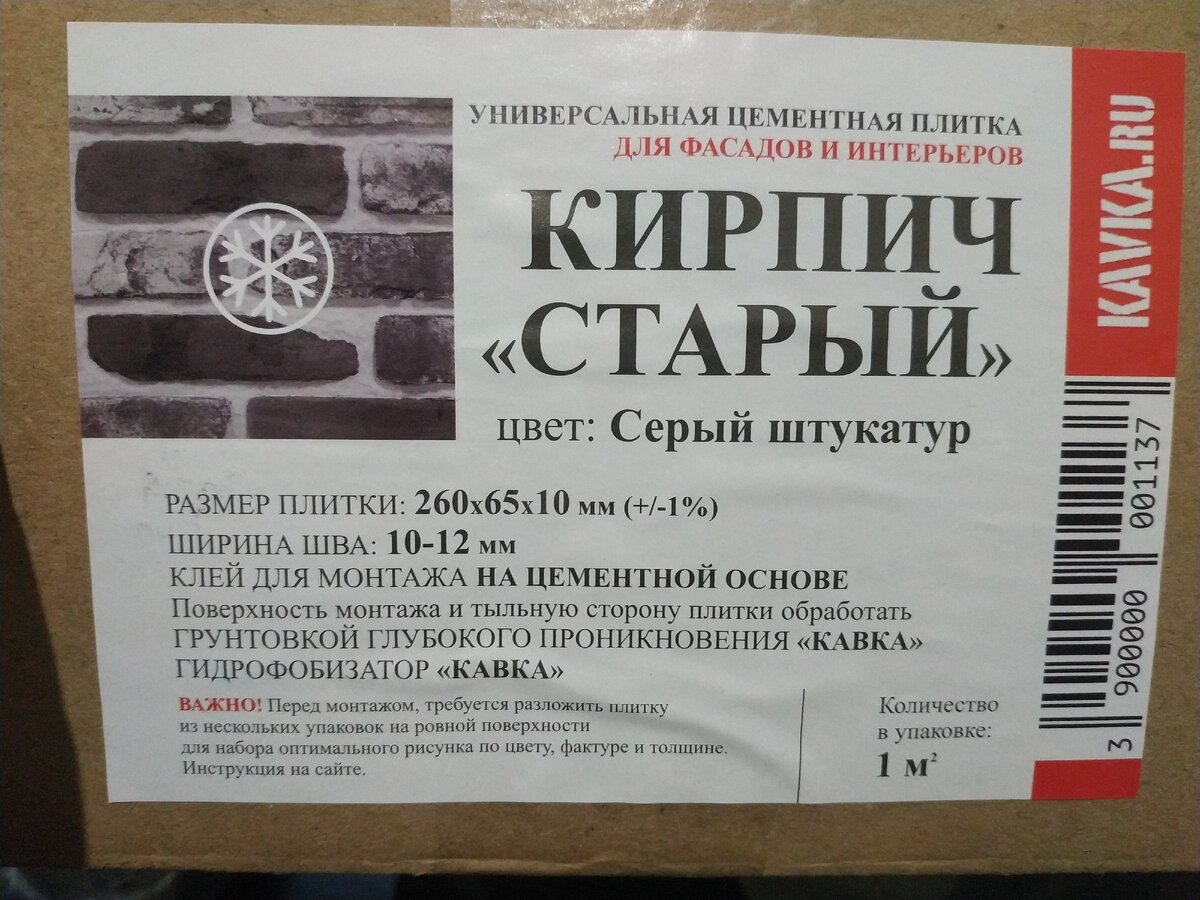 УНИВЕРСАЛЬНАЯ ЦЕМЕНТНАЯ ПЛИТКА
ДЛЯ ФАСАДОВ И ИНТЕРЬЕРОВ
КИРПИЧ
«СТАРЫЙ»
цвет: Серый штукатур
KAVKA.RU
РАЗМЕР ПЛИТКИ: 260x65x10 мм (+/-1%)
ШИРИНА ШВА: 10-12 мм
КЛЕЙ ДЛЯ МОНТАЖА НА ЦЕМЕНТНОЙ ОСНОВЕ
Поверхность монтажа и тыльную сторону плитки обработать
ГРУНТОВКОЙ ГЛУБОКОГО ПРОНИКНОВЕНИЯ «КАВКА»
ГИДРОФОБИЗАТОР «КАВКА»
ВАЖНО! Перед монтажом, требуется разложить плитку
из нескольких упаковок на ровной поверхности
для набора оптимального рисунка по цвету, фактуре и толщине.
Инструкция на сайте.
Количество
в упаковке:
1 м²
3 900000 001137